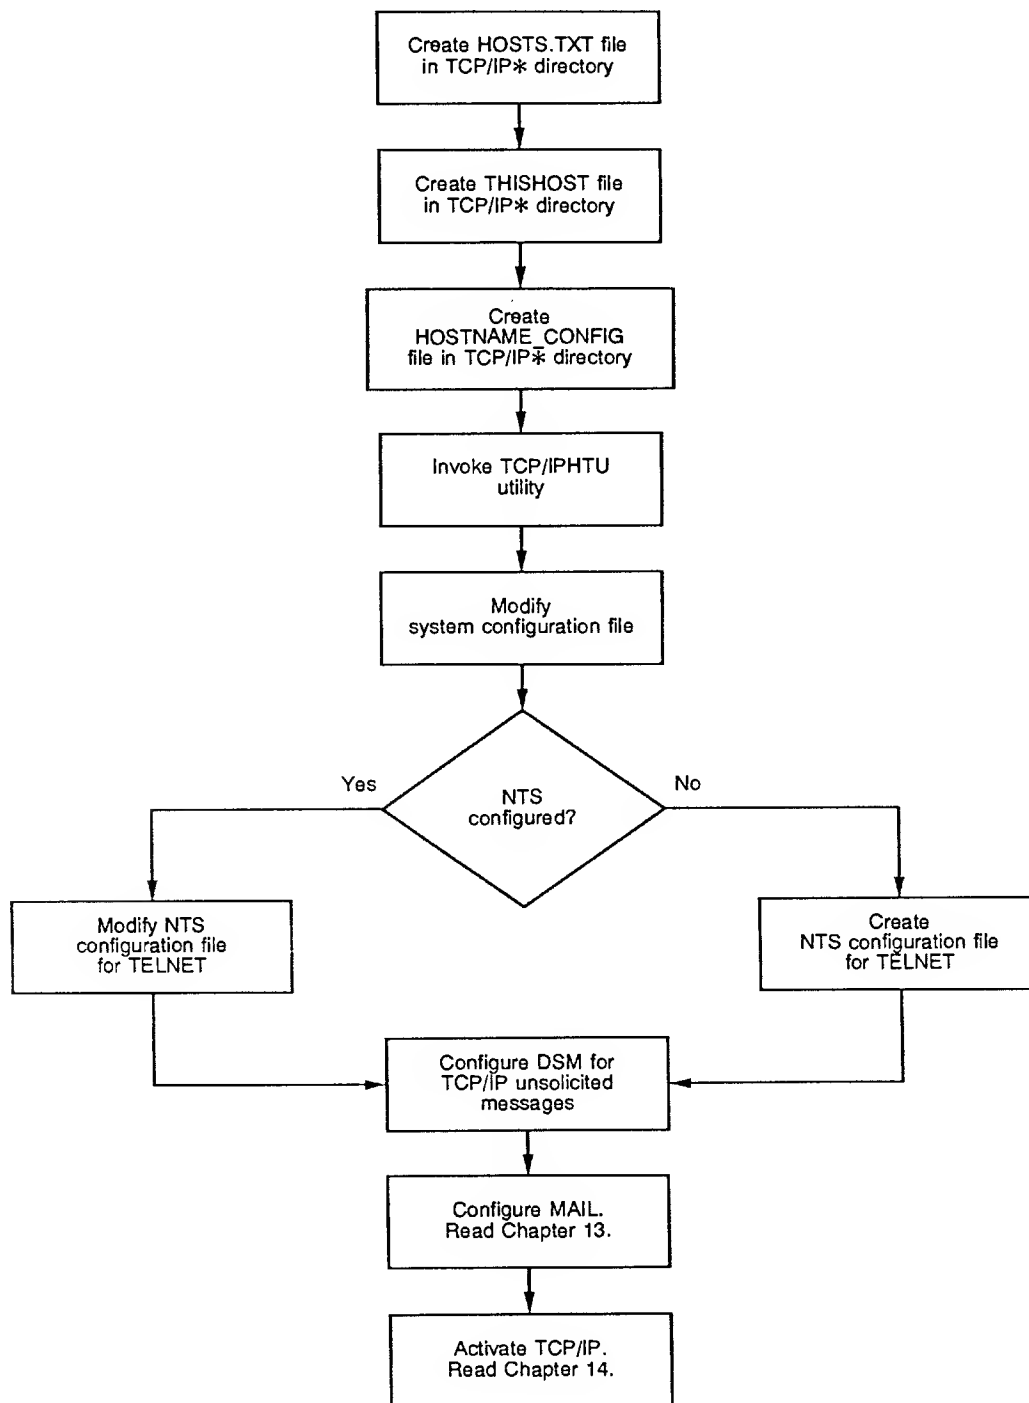 Create HOSTS.TXT file
in TCP/IP* directory
Create THISHOST file
in TCP/IP* directory
Create
HOSTNAME_CONFIG
file in TCP/IP* directory
Invoke TCP/IPHTU
utility
Modify
system configuration file
NTS
configured?
Yes
No
Modify NTS
configuration file
for TELNET
Create
NTS configuration file
for TELNET
Configure DSM for
TCP/IP unsolicited
messages
Configure MAIL.
Read Chapter 13.
Activate TCP/IP.
Read Chapter 14.